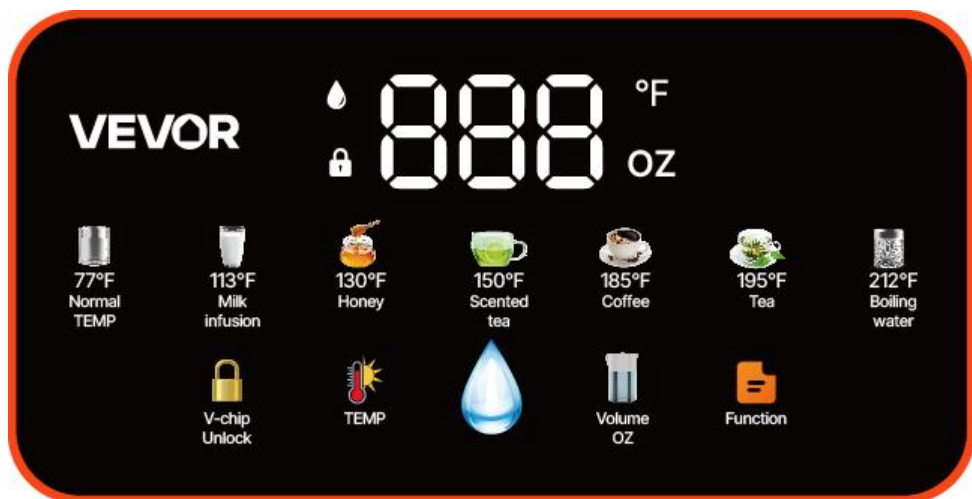 VEVOR
888
°F
OZ
77°F
Normal
TEMP
113°F
Milk
infusion
130°F
Honey
150°F
Scented
tea
185°F
Coffee
195°F
Tea
212°F
Boiling
water
V-chip
Unlock
TEMP
Volume
OZ
Function